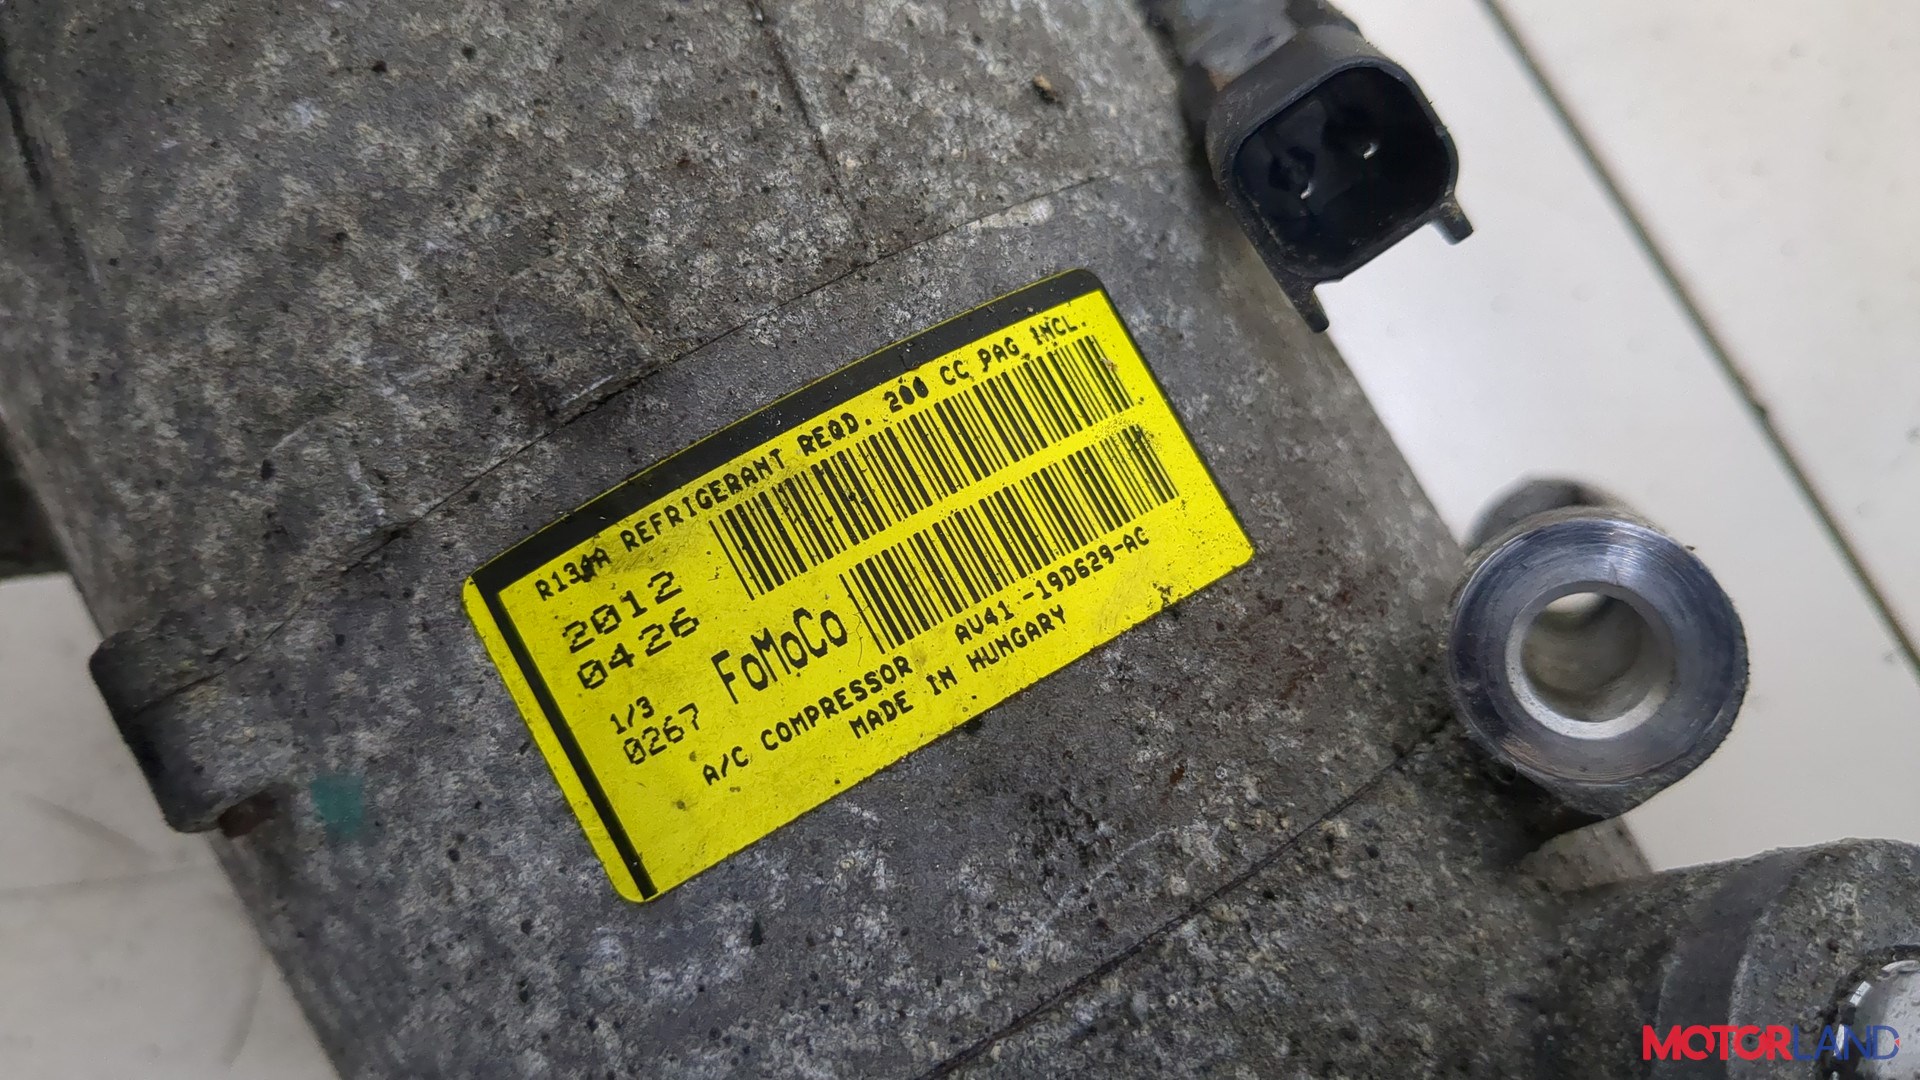 R134A REFRIGERANT REQD. 200 CC PAG INCL.
2012
0426
1/3
0267
FoMoCo
AU41-19D629-AC
A/C COMPRESSOR
MADE IN HUNGARY
MOTORLAND